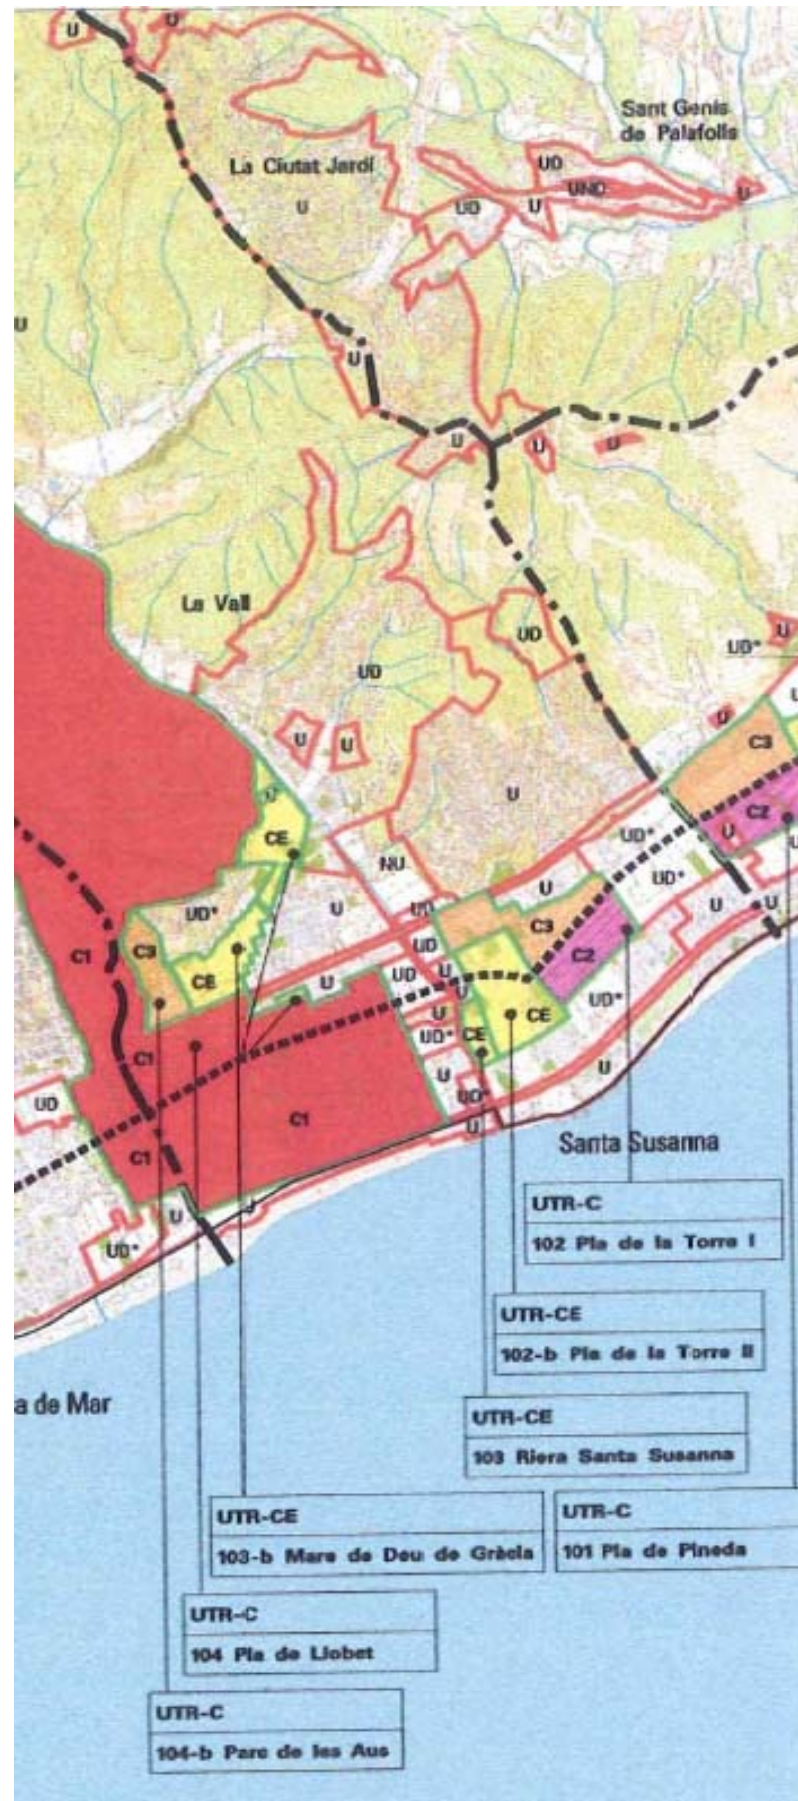 U
U
Sant Genis
de Palafolls
La Ciutat Jardí
UD
UND
U
U
UD
U
U
U
U
U
U
La Vall
UD
U
UD*
UD
U
U
U
C3
U
U
C2
U
CE
UD*
NU
UD*
U
UD*
U
UD
U
U
C3
UD
C3
C1
C2
CE
U
UD
U
U
CE
UD*
U
UD*
CE
C1
U
U
UD
UD*
C1
U
C1
Santa Susanna
U
UD*
UTR-C
102 Pla de la Torre I
UTR-CE
102-b Pla de la Torre II
a de Mar
UTR-CE
103 Riera Santa Susanna
UTR-CE
103-b Mare de Deu de Gràcia
UTR-C
101 Pla de Pineda
UTR-C
104 Pla de Llobet
UTR-C
104-b Parc de les Aus